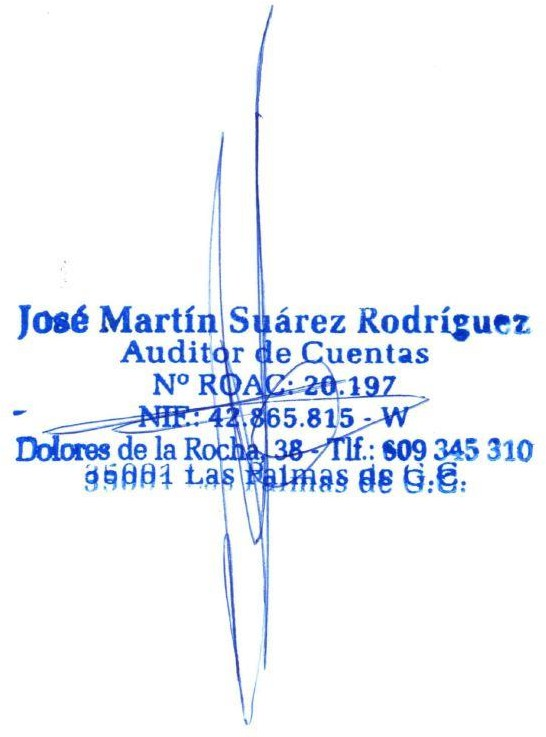 José Martín Suárez Rodríguez
Auditor de Cuentas
Nº ROAC: 20.197
NIF.: 42.865.815 - W
Dolores de la Rocha, 38 - Tlf.: 609 345 310
35001 Las Palmas de G.C.